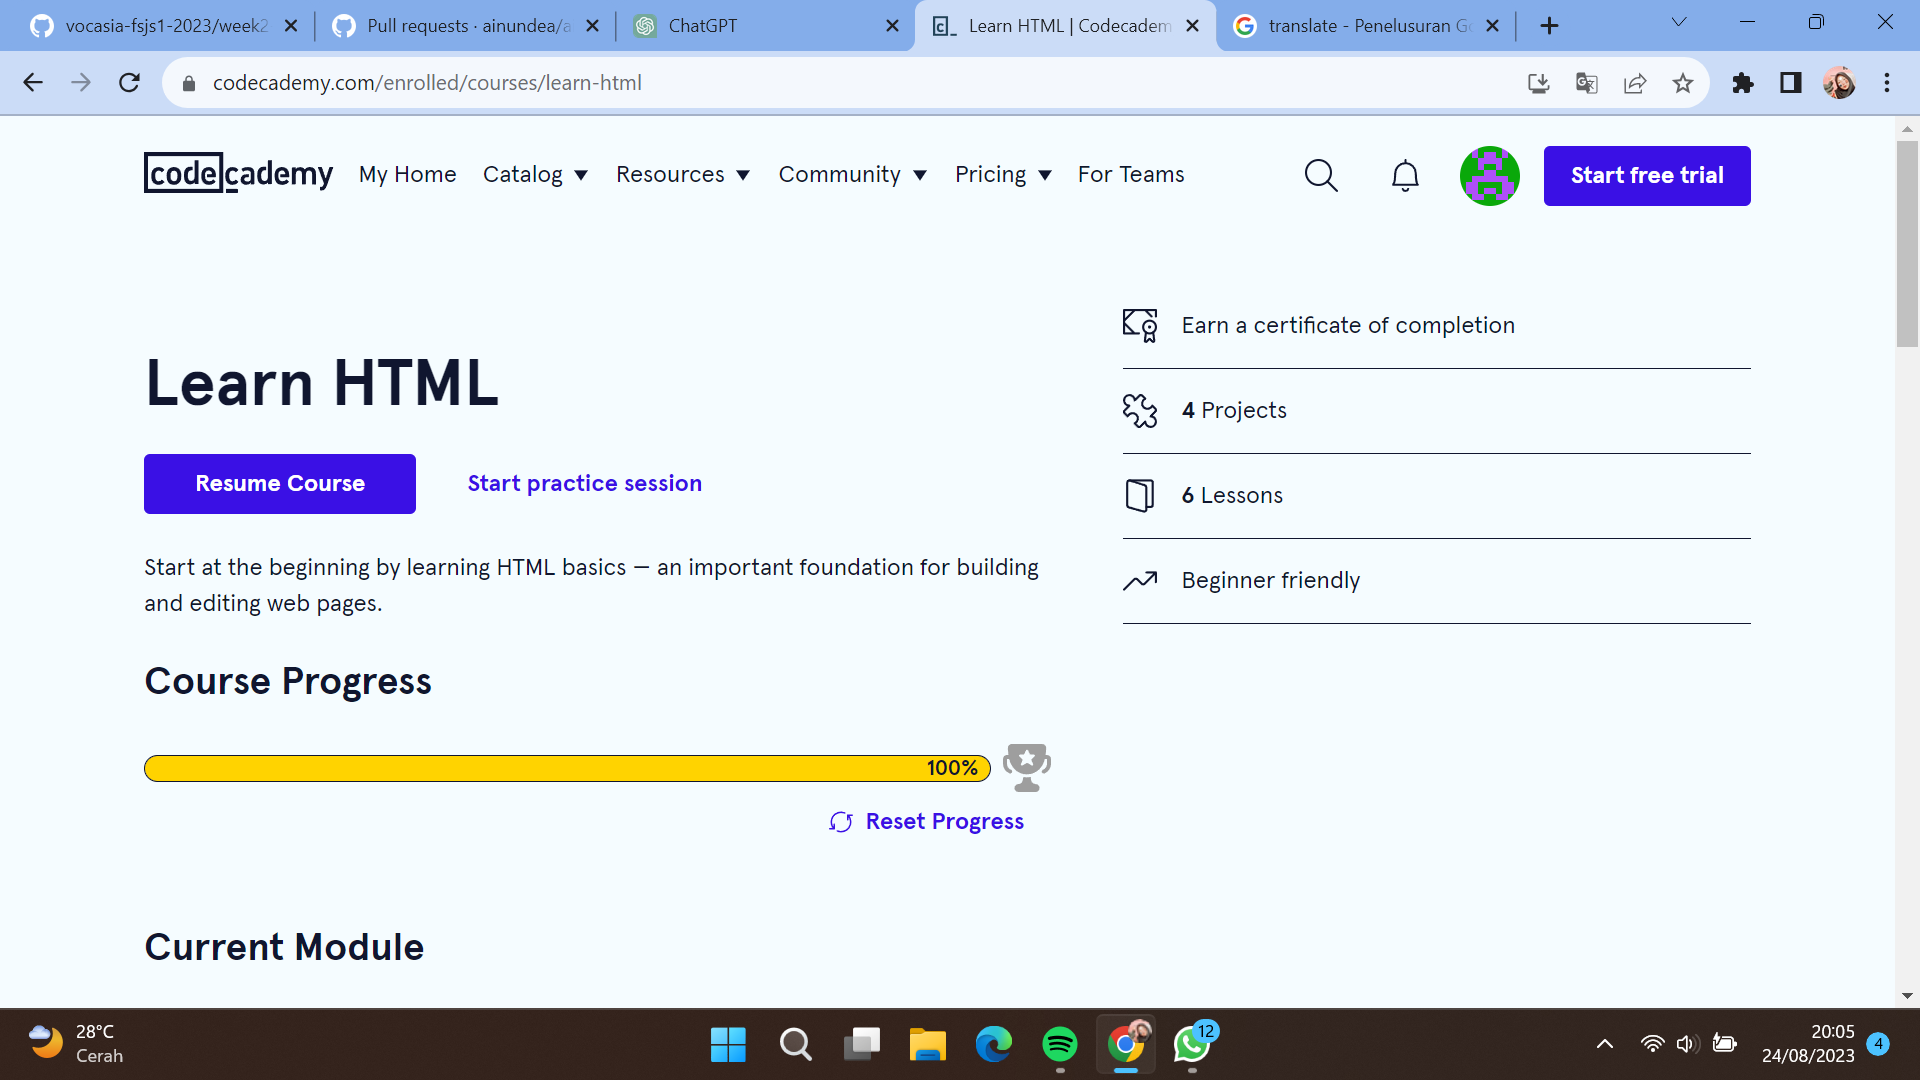 vocasia-fsjs1-2023/week2
Pull requests · ainundea/a
ChatGPT
Learn HTML | Codecadem
translate - Penelusuran Go
codecademy.com/enrolled/courses/learn-html
codecademy
My Home
Catalog
Resources
Community
Pricing
For Teams
Start free trial
Learn HTML
Resume Course
Start practice session
Start at the beginning by learning HTML basics — an important foundation for building
and editing web pages.
Earn a certificate of completion
4 Projects
6 Lessons
Beginner friendly
Course Progress
100%
Reset Progress
Current Module
28°C
Cerah
12
20:05
24/08/2023
4